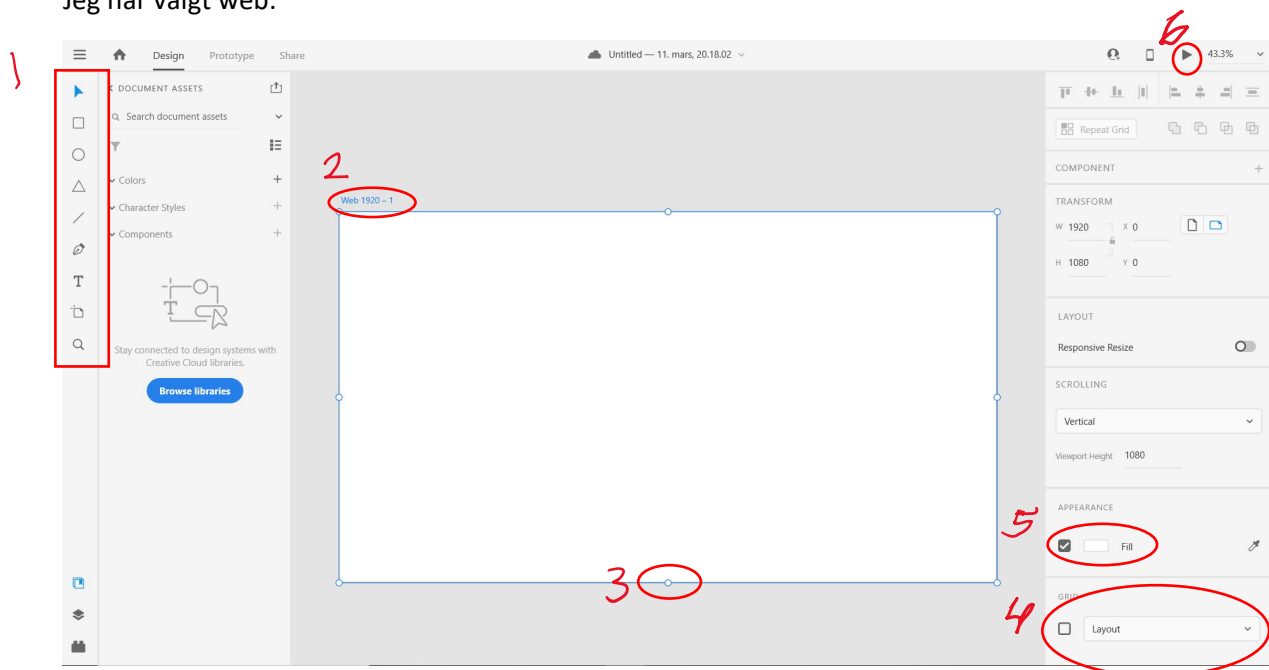 Jeg har valgt web.
6
1
Design Prototype Share
Untitled — 11. mars, 20.18.02
43.3%
DOCUMENT ASSETS
Search document assets
Repeat Grid
2
COMPONENT
Colors
Web 1920 – 1
TRANSFORM
Character Styles
W 1920 X 0
Components
H 1080 Y 0
T
T
LAYOUT
Stay connected to design systems with
Creative Cloud libraries.
Responsive Resize
Browse libraries
SCROLLING
Vertical
Viewport Height 1080
APPEARANCE
5
Fill
3
GRID
4
Layout